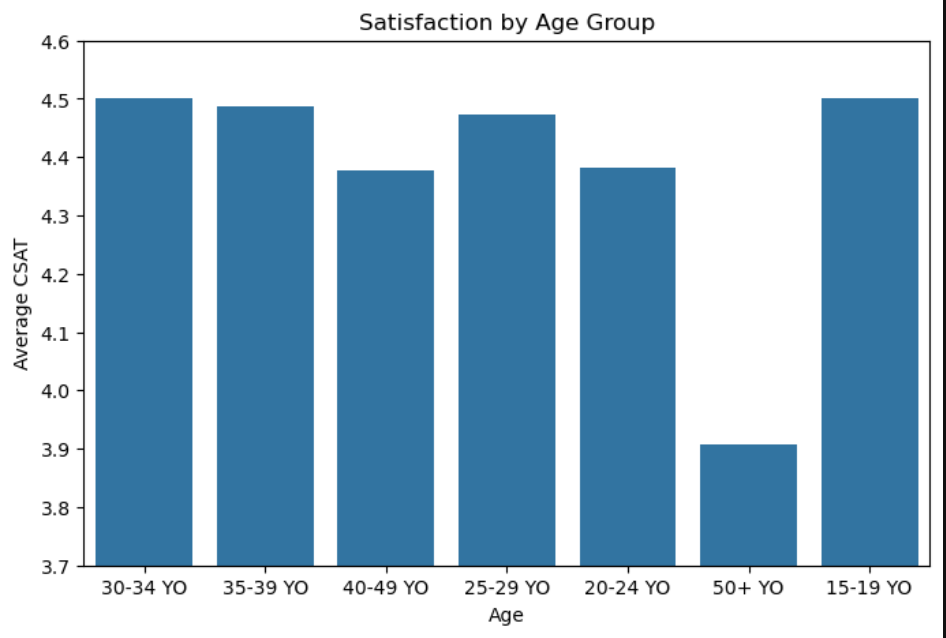 Satisfaction by Age Group
Average CSAT
4.6
4.5
4.4
4.3
4.2
4.1
4.0
3.9
3.8
3.7
30-34 YO 35-39 YO 40-49 YO 25-29 YO 20-24 YO 50+ YO 15-19 YO
Age